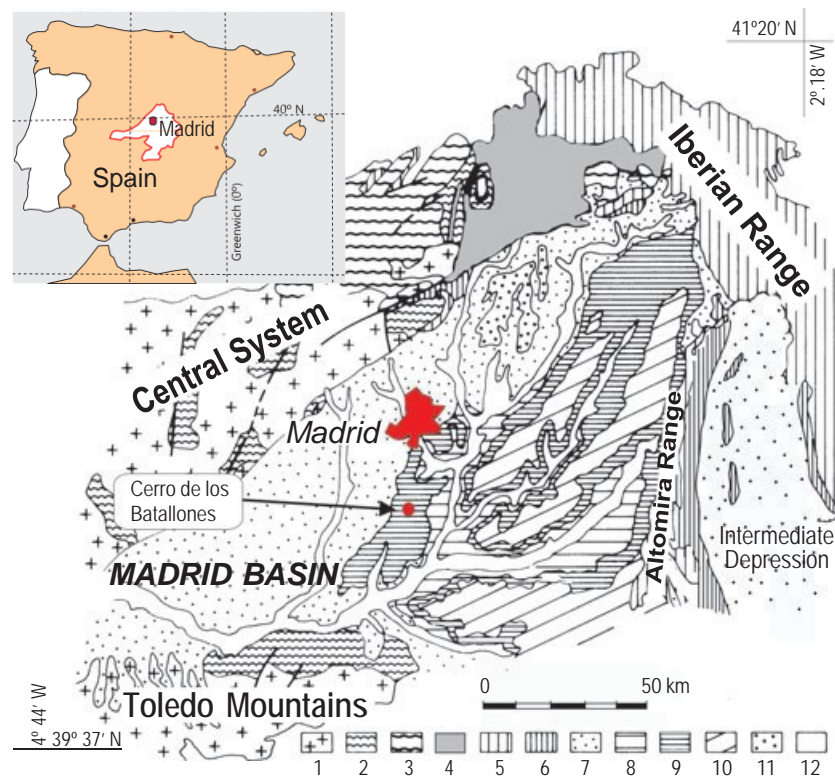 41º20′ N
2º.18′ W
40º N
Madrid
Spain
Greenwich (0º)
Iberian Range
Central System
Madrid
Cerro de los
Batallones
MADRID BASIN
Altomira Range
Intermediate
Depression
Toledo Mountains
0 50 km
4º 44′ W
39º 37′ N
1 2 3 4 5 6 7 8 9 10 11 12